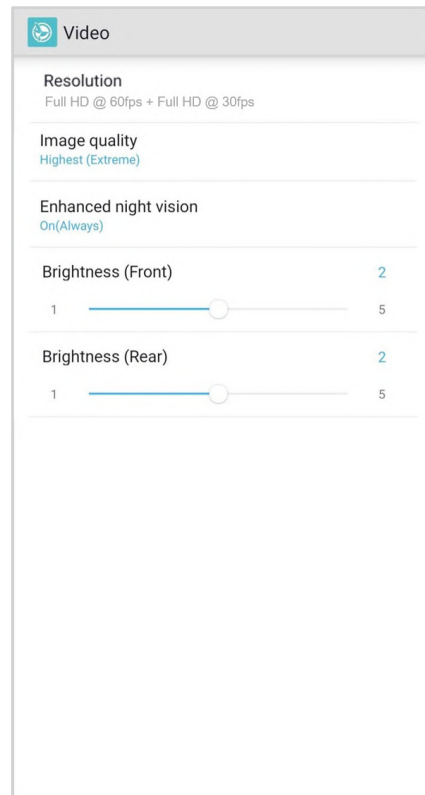 Video
Resolution
Full HD @ 60fps + Full HD @ 30fps
Image quality
Highest (Extreme)
Enhanced night vision
On(Always)
Brightness (Front) 2
1 5
Brightness (Rear) 2
1 5